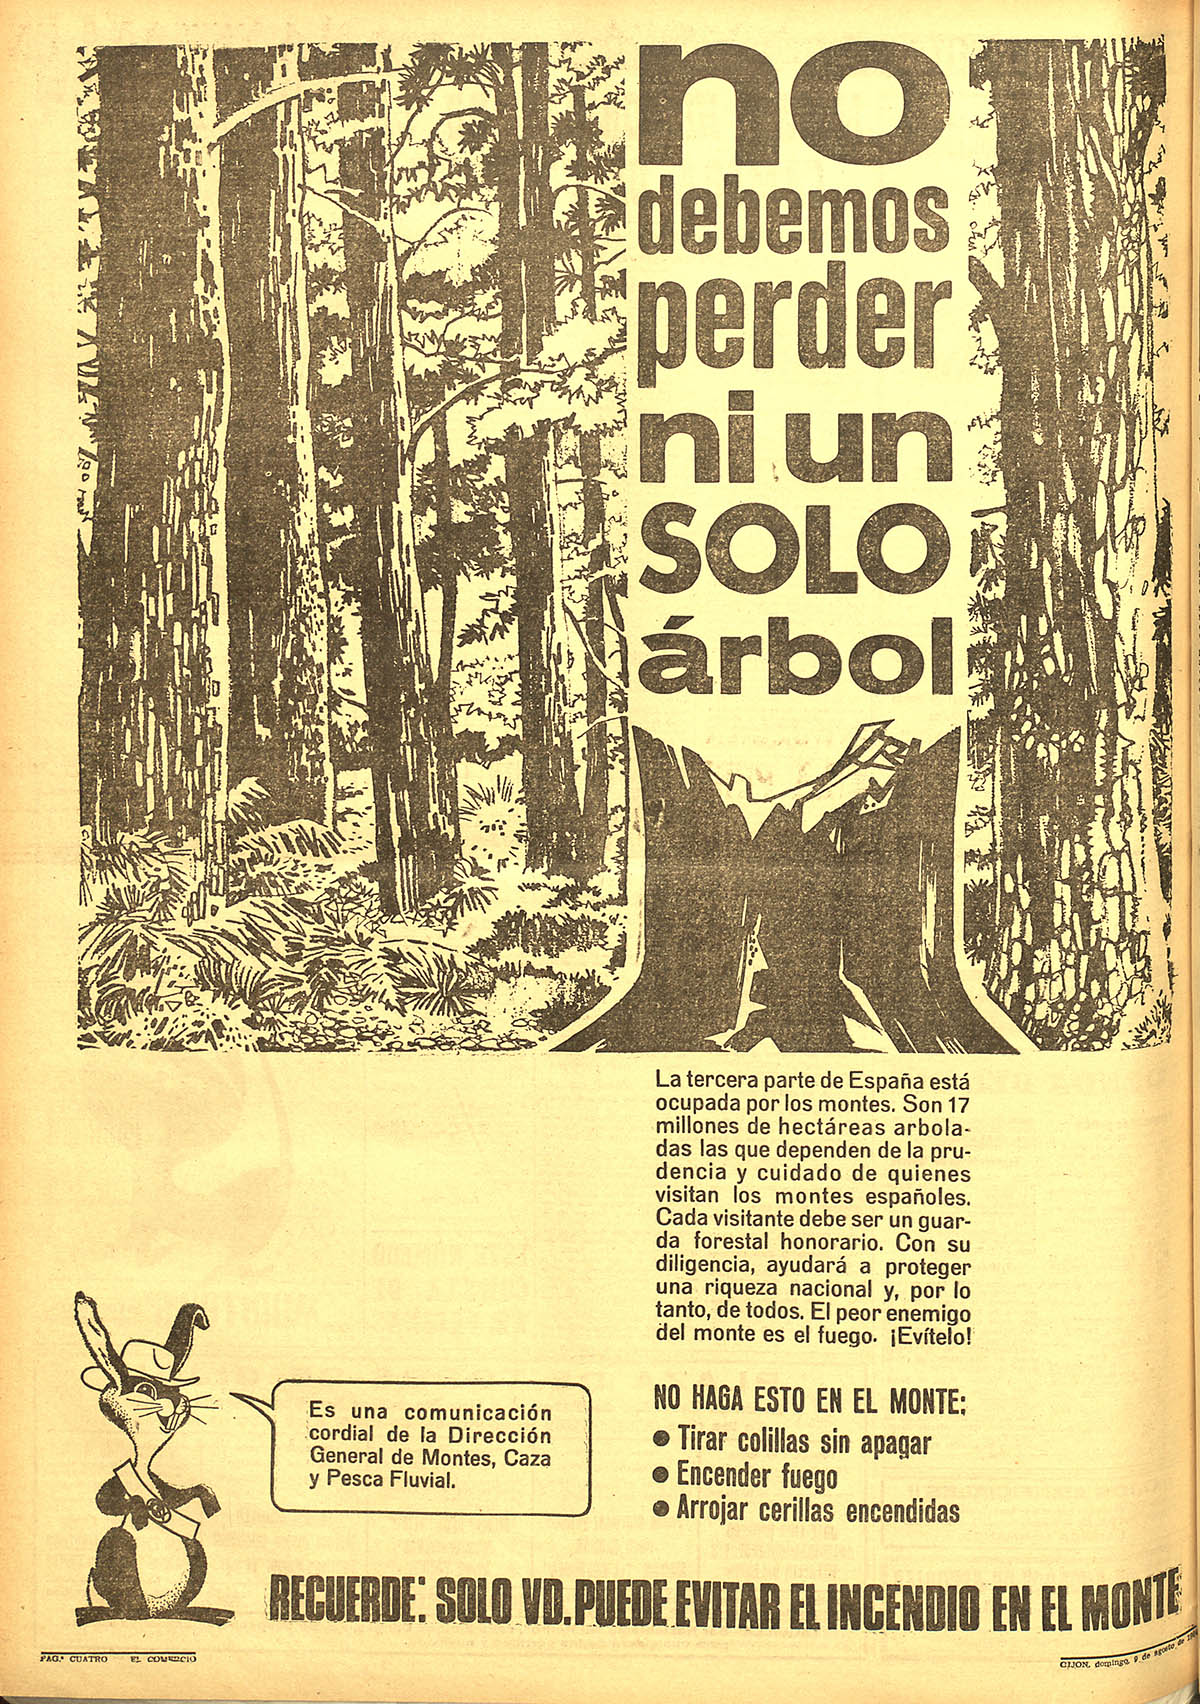 no
debemos
perder
ni un
SOLO
árbol
La tercera parte de España está
ocupada por los montes. Son 17
millones de hectáreas arbola-
das las que dependen de la pru-
dencia y cuidado de quienes
visitan los montes españoles.
Cada visitante debe ser un guar-
da forestal honorario. Con su
diligencia, ayudará a proteger
una riqueza nacional y, por lo
tanto, de todos. El peor enemigo
del monte es el fuego. ¡Evítelo!
NO HAGA ESTO EN EL MONTE:
● Tirar colillas sin apagar
● Encender fuego
● Arrojar cerillas encendidas
Es una comunicación
cordial de la Dirección
General de Montes, Caza
y Pesca Fluvial.
RECUERDE: SOLO VD. PUEDE EVITAR EL INCENDIO EN EL MONTE
PAG.ª CUATRO EL COMERCIO
GIJON, domingo, 9 de agosto de